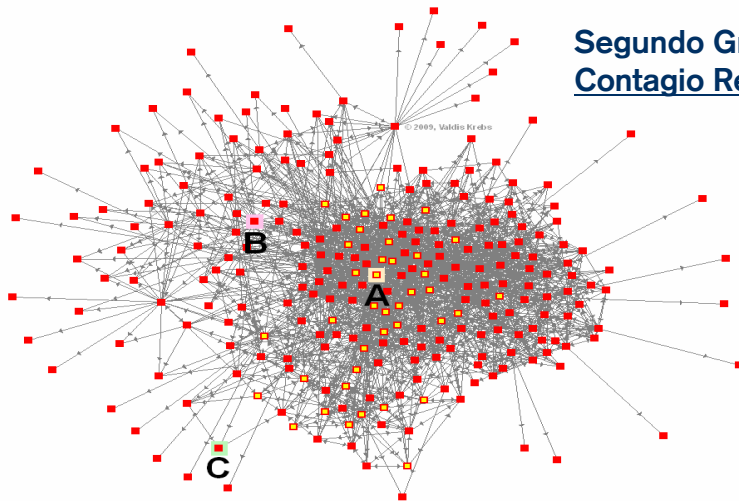 Segundo Gr
Contagio Re
© 2009, Valdis Krebs
B
A
C